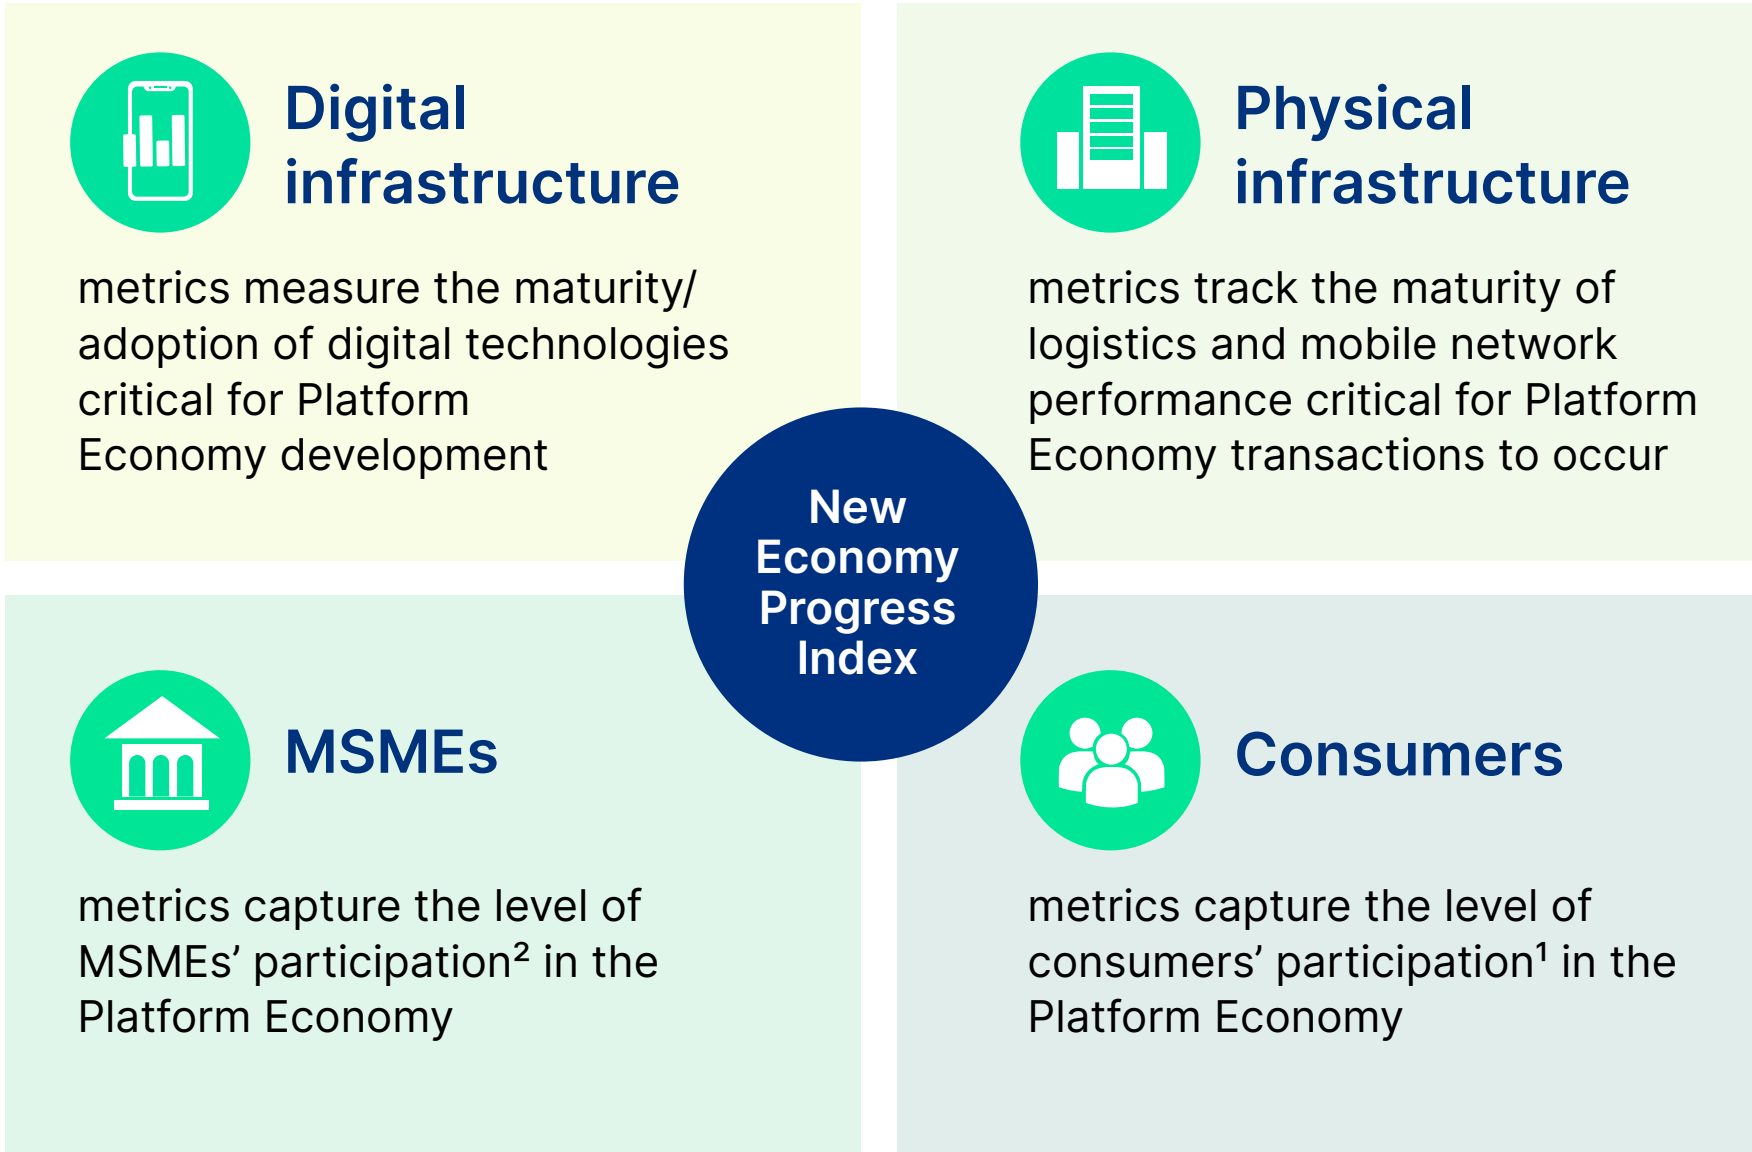 Digital
infrastructure
metrics measure the maturity/
adoption of digital technologies
critical for Platform
Economy development
Physical
infrastructure
metrics track the maturity of
logistics and mobile network
performance critical for Platform
Economy transactions to occur
New
Economy
Progress
Index
MSMEs
metrics capture the level of
MSMEs’ participation² in the
Platform Economy
Consumers
metrics capture the level of
consumers’ participation¹ in the
Platform Economy